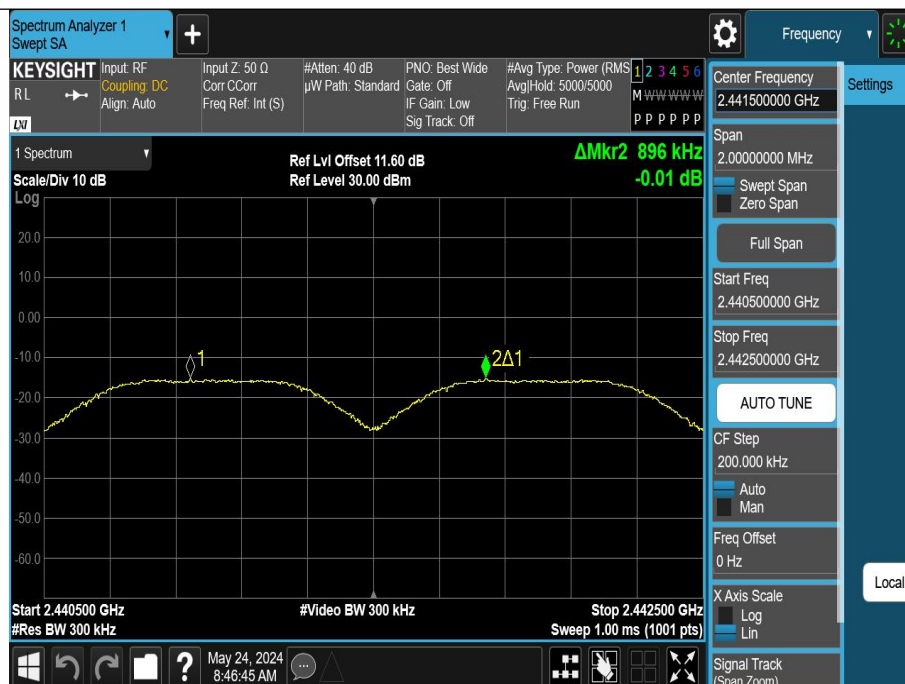 Spectrum Analyzer 1
Swept SA
+
Frequency
KEYSIGHT
RL
LXI
Input: RF
Coupling: DC
Align: Auto
Input Z: 50 Ω
Corr CCorr
Freq Ref: Int (S)
#Atten: 40 dB
µW Path: Standard
PNO: Best Wide
Gate: Off
IF Gain: Low
Sig Track: Off
#Avg Type: Power (RMS
Avg|Hold: 5000/5000
Trig: Free Run
1 2 3 4 5 6
M W W W W W
P P P P P P
1 Spectrum
Scale/Div 10 dB
Log
Ref Lvl Offset 11.60 dB
Ref Level 30.00 dBm
ΔMkr2 896 kHz
-0.01 dB
20.0
10.0
0.00
-10.0
-20.0
-30.0
-40.0
-50.0
-60.0
1
2Δ1
Start 2.440500 GHz
#Res BW 300 kHz
#Video BW 300 kHz
Stop 2.442500 GHz
Sweep 1.00 ms (1001 pts)
Center Frequency
2.441500000 GHz
Settings
Span
2.00000000 MHz
Swept Span
Zero Span
Full Span
Start Freq
2.440500000 GHz
Stop Freq
2.442500000 GHz
AUTO TUNE
CF Step
200.000 kHz
Auto
Man
Freq Offset
0 Hz
Local
X Axis Scale
Log
Lin
Signal Track
(Span Zoom)
?
May 24, 2024
8:46:45 AM